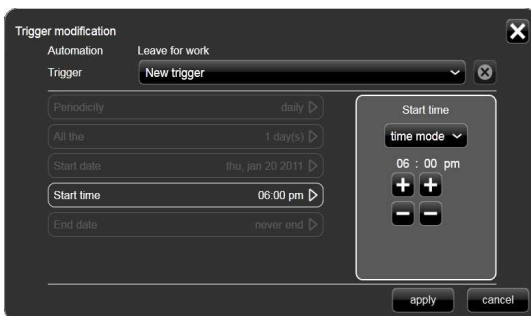 Trigger modification
Automation Leave for work
Trigger New trigger
Periodicity daily
All the 1 day(s)
Start date thu, jan 20 2011
Start time 06:00 pm
End date never end
Start time
time mode
06 : 00 pm
apply cancel